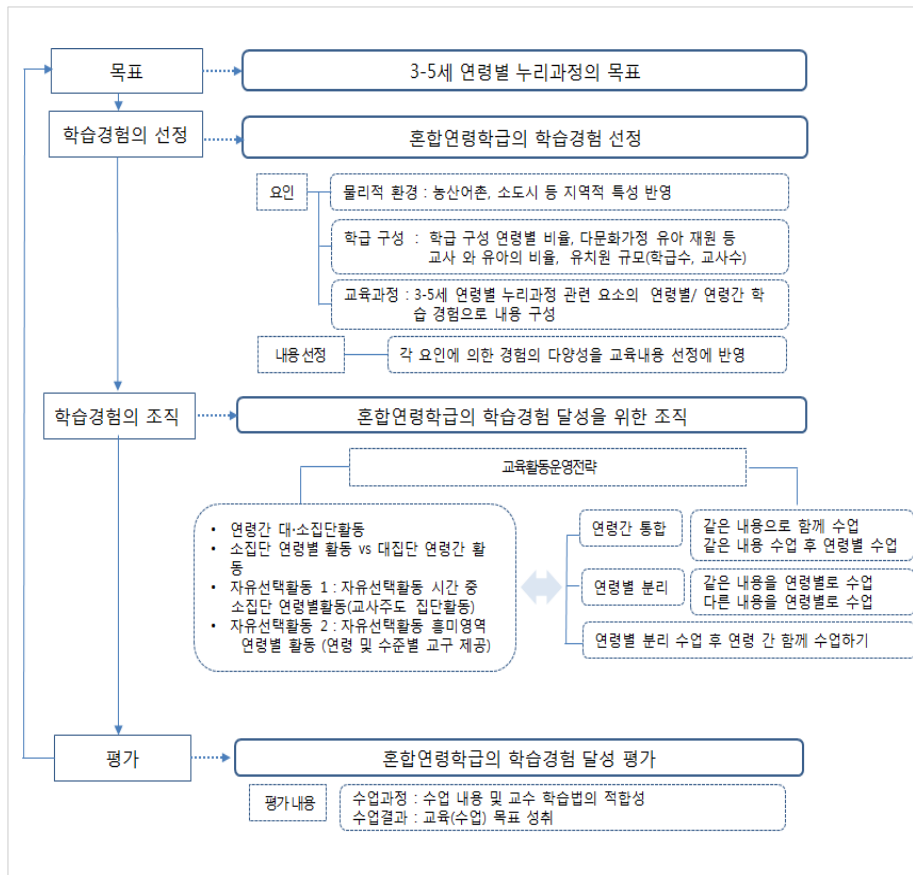 목표
3-5세 연령별 누리과정의 목표
학습경험의 선정
혼합연령학급의 학습경험 선정
요인
물리적 환경 : 농산어촌, 소도시 등 지역적 특성 반영
학급 구성 : 학급 구성 연령별 비율, 다문화가정 유아 재원 등
교사 와 유아의 비율, 유치원 규모(학급수, 교사수)
교육과정 : 3-5세 연령별 누리과정 관련 요소의 연령별/ 연령간 학
습 경험으로 내용 구성
내용 선정
각 요인에 의한 경험의 다양성을 교육내용 선정에 반영
학습경험의 조직
혼합연령학급의 학습경험 달성을 위한 조직
교육활동운영전략
• 연령간 대·소집단활동
• 소집단 연령별 활동 vs 대집단 연령간 활
동
• 자유선택활동 1 : 자유선택활동 시간 중
소집단 연령별활동(교사주도 집단활동)
• 자유선택활동 2 : 자유선택활동 흥미영역
연령별 활동 (연령 및 수준별 교구 제공)
연령간 통합
같은 내용으로 함께 수업
같은 내용 수업 후 연령별 수업
연령별 분리
같은 내용을 연령별로 수업
다른 내용을 연령별로 수업
연령별 분리 수업 후 연령 간 함께 수업하기
평가
혼합연령학급의 학습경험 달성 평가
평가 내용
수업과정 : 수업 내용 및 교수 학습법의 적합성
수업결과 : 교육(수업) 목표 성취